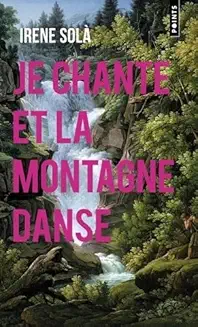 IRENE SOLÀ
POINTS
JE CHANTE
ET LA
MONTAGNE
DANSE